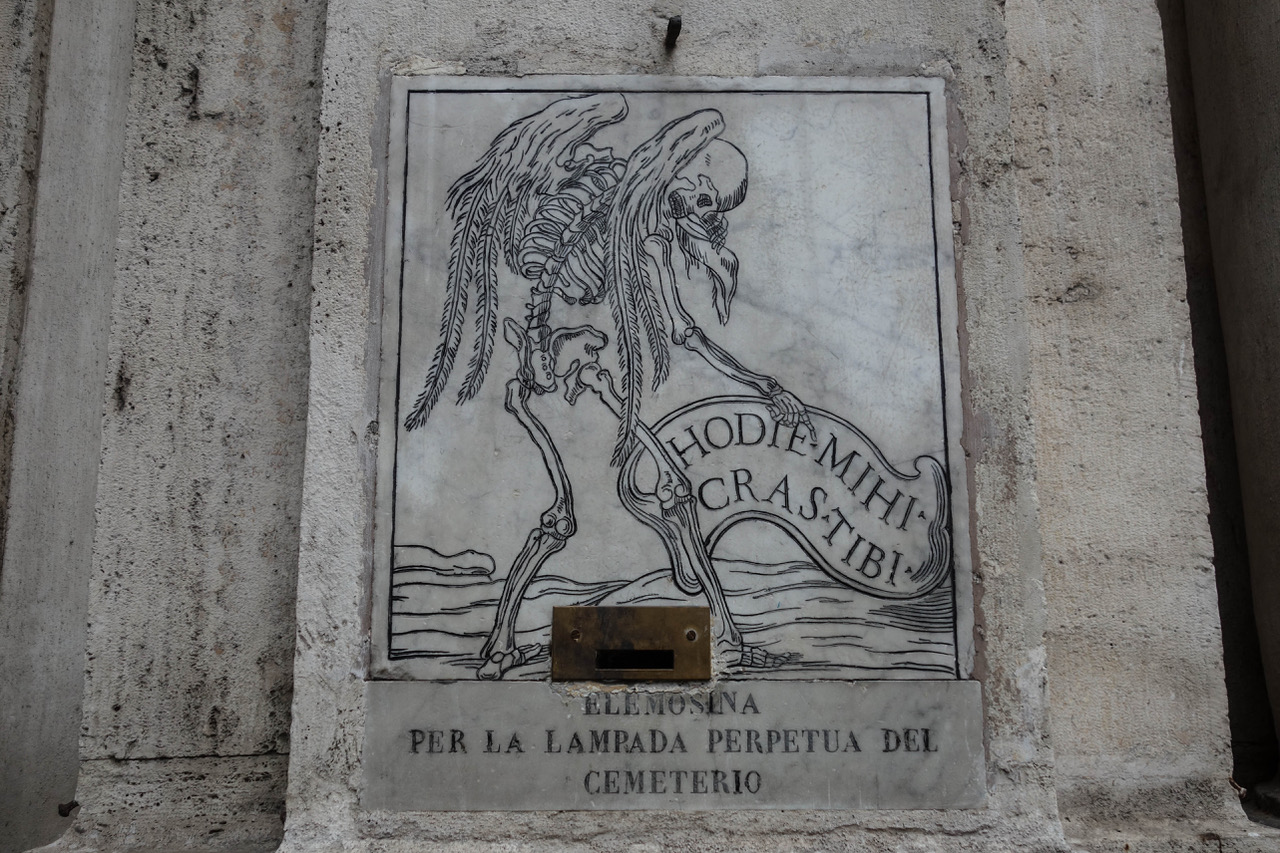 HODIE·MIHI·
CRAS·TIBI·
ELEMOSINA
PER LA LAMPADA PERPETUA DEL
CEMETERIO